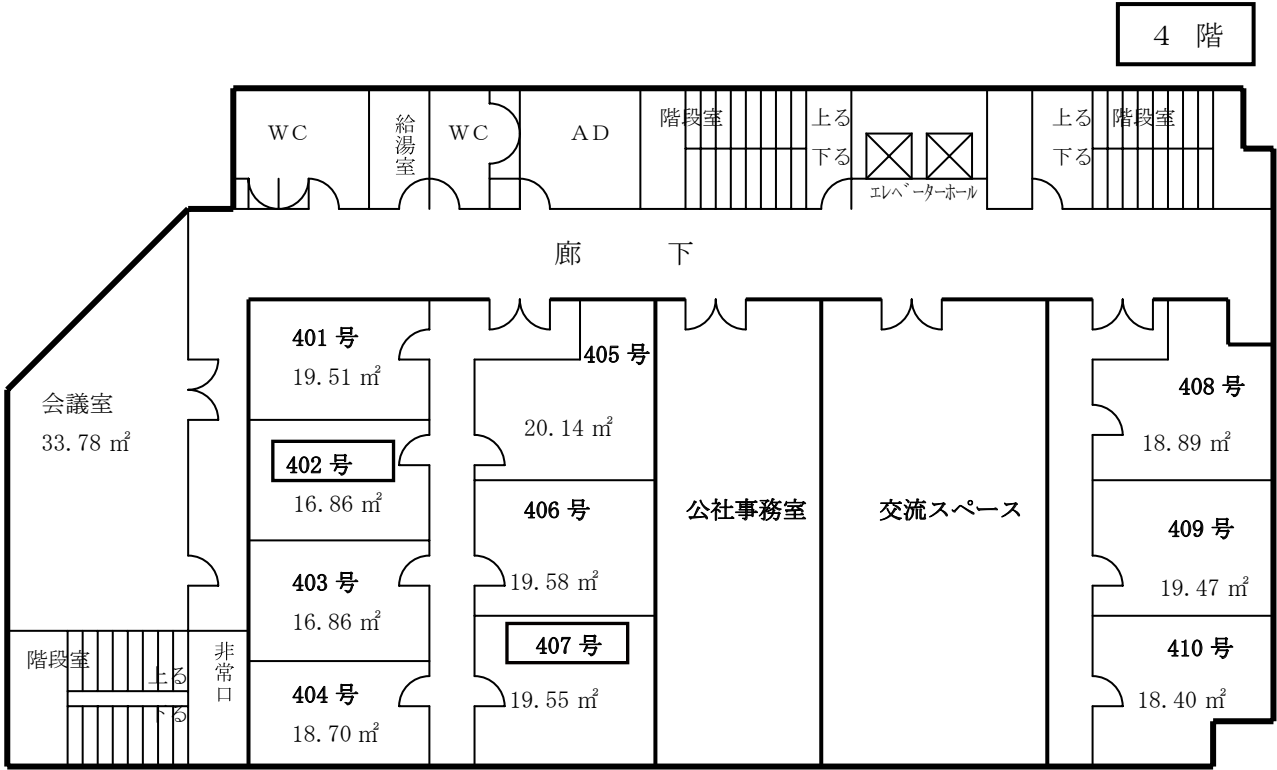 ４ 階
WC
給湯室
WC
AD
階段室
上る
下る
エレベーターホール
上る
下る
階段室
廊 下
401 号
19.51 ㎡
405 号
20.14 ㎡
408 号
18.89 ㎡
会議室
33.78 ㎡
402 号
16.86 ㎡
406 号
19.58 ㎡
公社事務室
交流スペース
409 号
19.47 ㎡
403 号
16.86 ㎡
407 号
19.55 ㎡
410 号
18.40 ㎡
階段室
上る
下る
非常口
404 号
18.70 ㎡